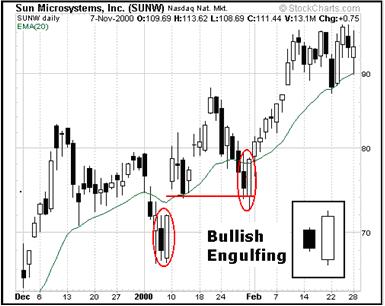 Sun Microsystems, Inc. (SUNW) Nasdaq Nat. Mkt. © StockCharts.com
SUNW daily 7-Nov-2000 O:109.69 H:113.62 L:108.69 C:111.44 V:13.1M Chg:+0.75
EMA(20)
90
80
70
Bullish
Engulfing
Dec 6 13 20 27 2000 10 18 24 Feb 7 14 22 28